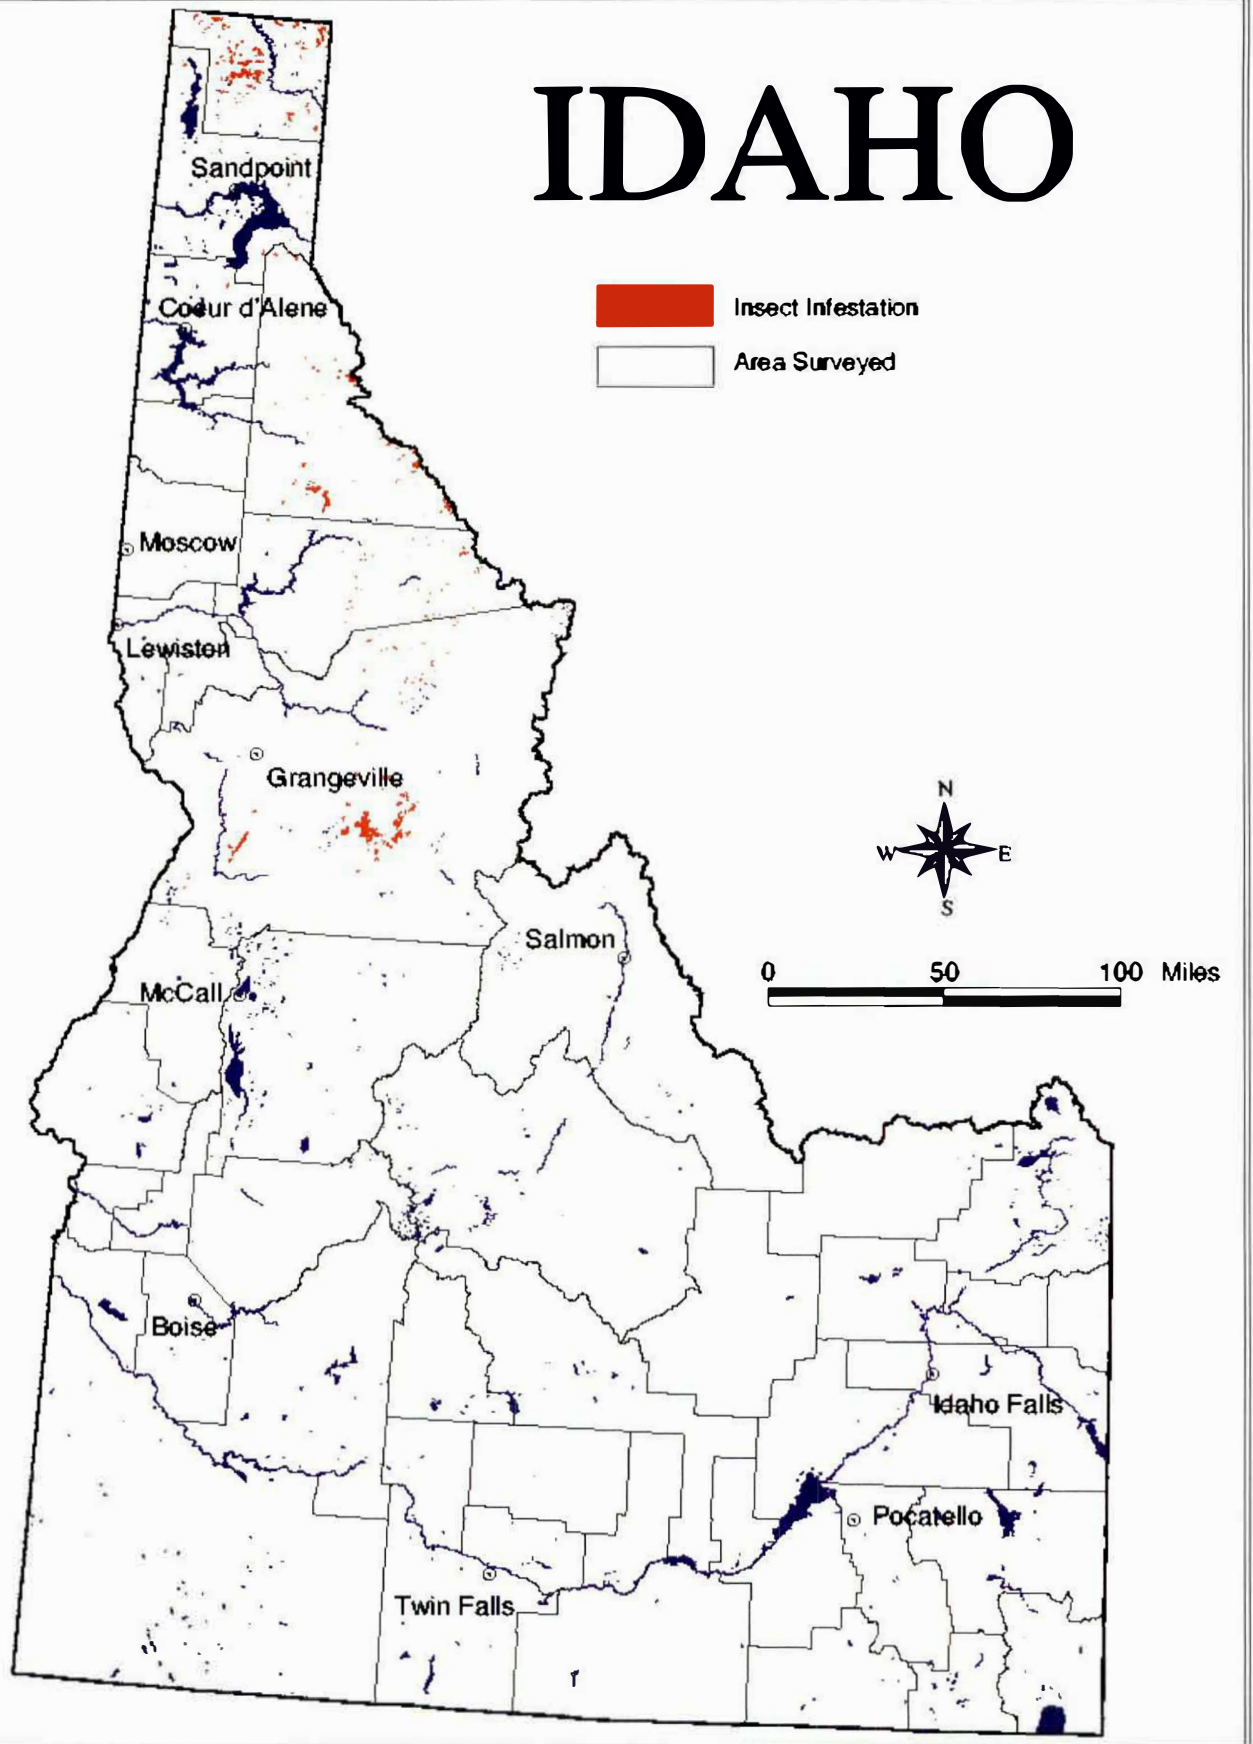 IDAHO
Insect Infestation
Area Surveyed
Sandpoint
Coeur d'Alene
Moscow
Lewiston
Grangeville
N
W E
S
Salmon
0 50 100 Miles
McCall
Boise
Idaho Falls
Pocatello
Twin Falls